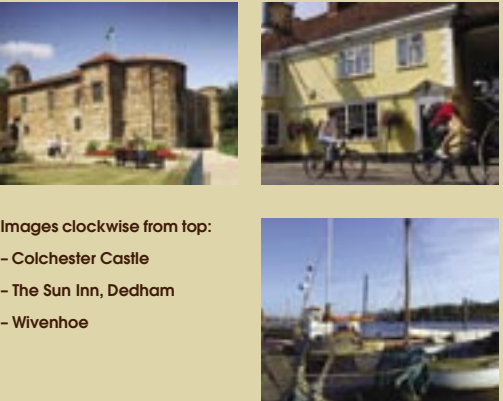 Images clockwise from top:
– Colchester Castle
– The Sun Inn, Dedham
– Wivenhoe